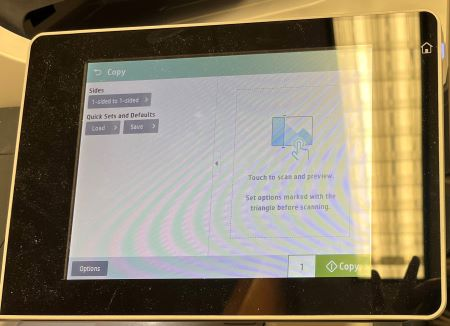 Copy
Sides
1-sided to 1-sided
Quick Sets and Defaults
Load
Save
Touch to scan and preview.
Set options marked with the
triangle before scanning.
Options
1
Copy